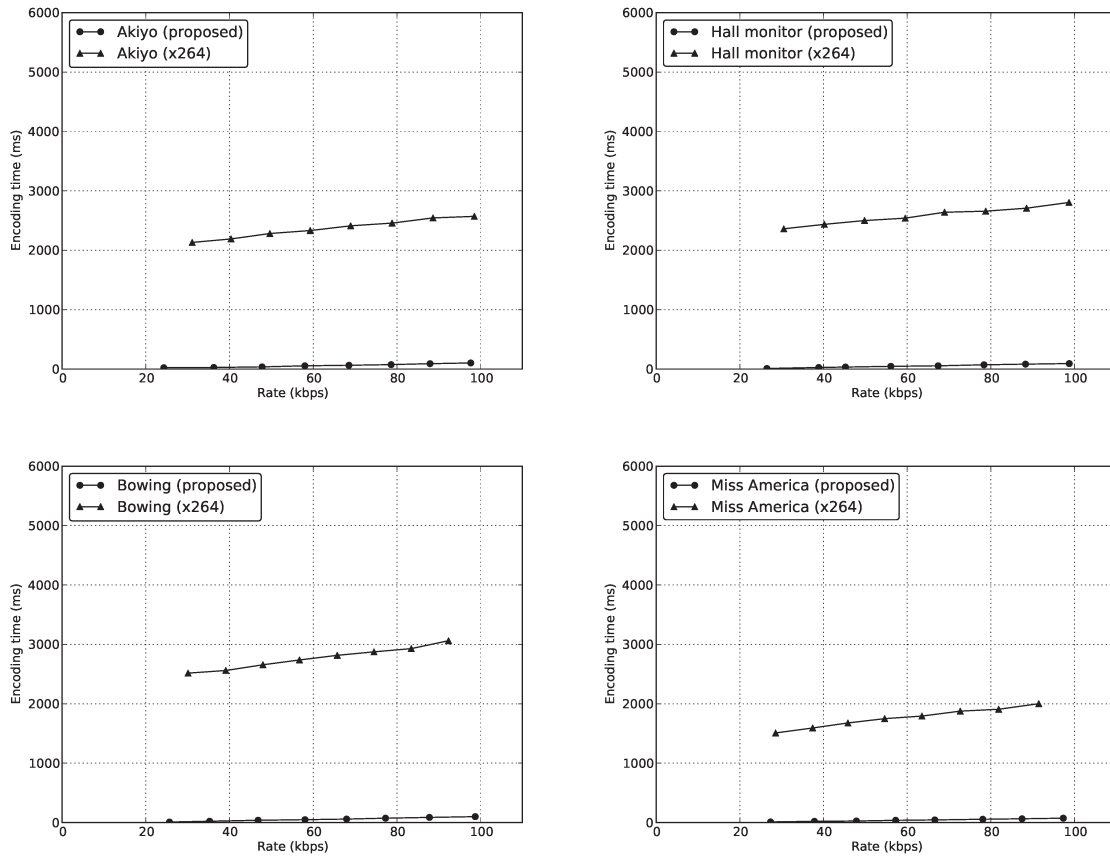 Akiyo (proposed)
Akiyo (x264)
6000
5000
4000
3000
2000
1000
0
Encoding time (ms)
0 20 40 60 80 100
Rate (kbps)
Hall monitor (proposed)
Hall monitor (x264)
6000
5000
4000
3000
2000
1000
0
Encoding time (ms)
0 20 40 60 80 100
Rate (kbps)
Bowing (proposed)
Bowing (x264)
6000
5000
4000
3000
2000
1000
0
Encoding time (ms)
0 20 40 60 80 100
Rate (kbps)
Miss America (proposed)
Miss America (x264)
6000
5000
4000
3000
2000
1000
0
Encoding time (ms)
0 20 40 60 80 100
Rate (kbps)